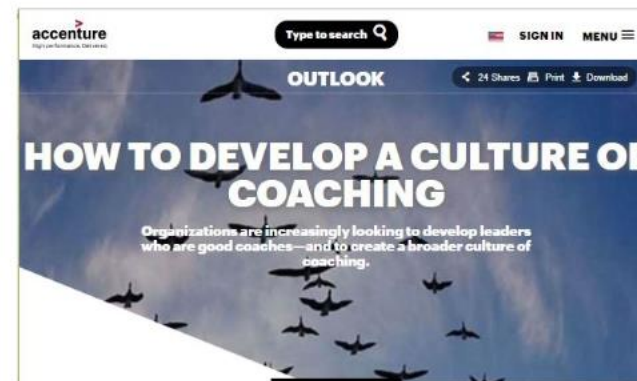 accenture
High performance. Delivered.
Type to search
SIGN IN
MENU
OUTLOOK
24 Shares Print Download
HOW TO DEVELOP A CULTURE O
COACHING
Organizations are increasingly looking to develop leaders
who are good coaches—and to create a broader culture of
coaching.